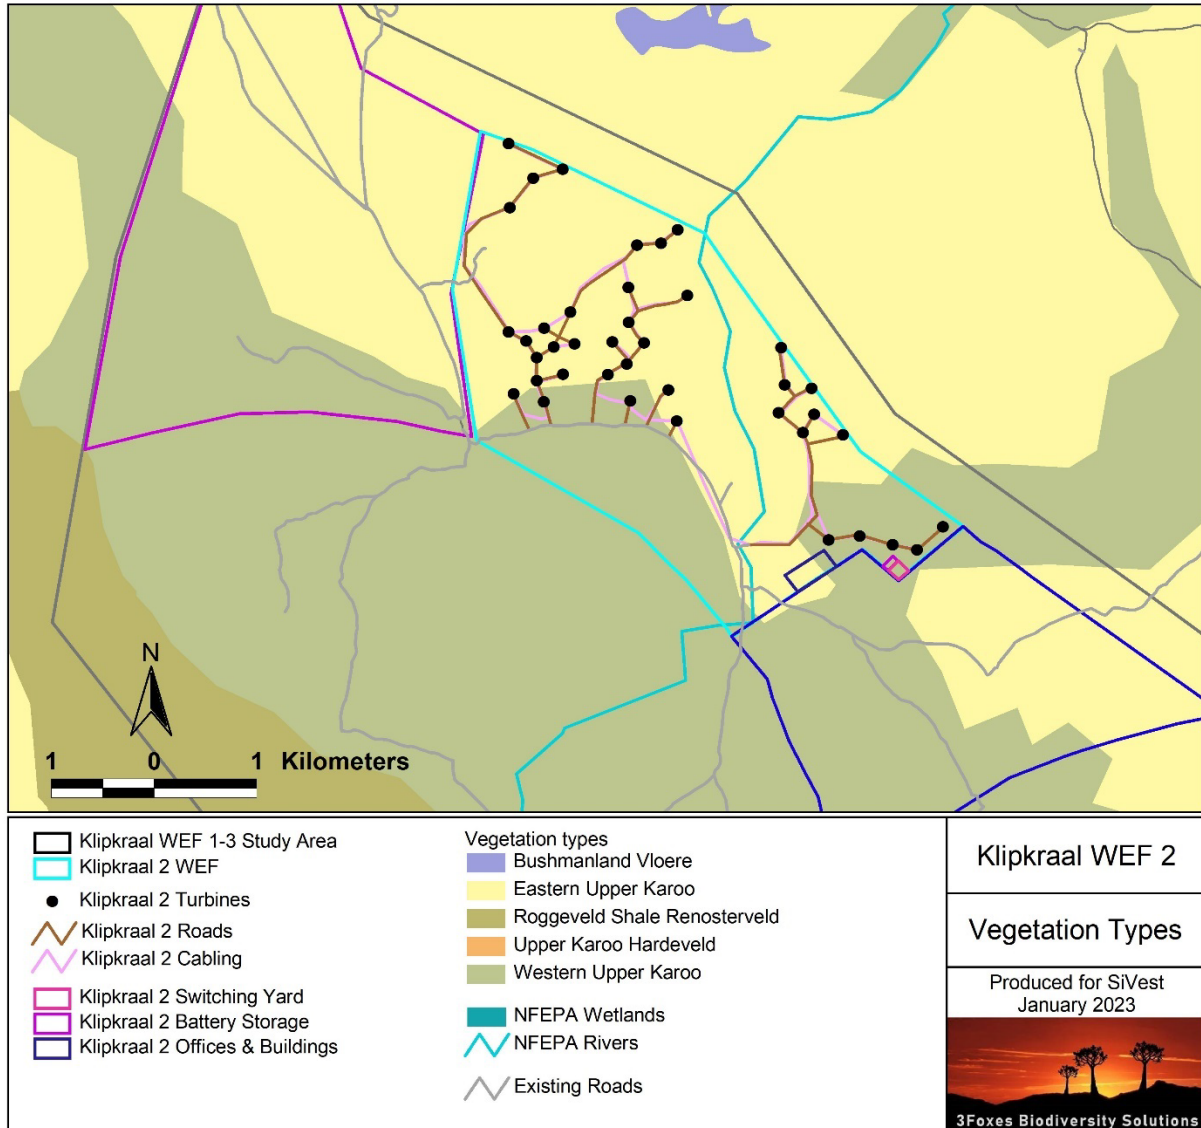 N
1 0 1 Kilometers
Klipkraal WEF 1-3 Study Area
Klipkraal 2 WEF
Klipkraal 2 Turbines
Klipkraal 2 Roads
Klipkraal 2 Cabling
Klipkraal 2 Switching Yard
Klipkraal 2 Battery Storage
Klipkraal 2 Offices & Buildings
Vegetation types
Bushmanland Vloere
Eastern Upper Karoo
Roggeveld Shale Renosterveld
Upper Karoo Hardeveld
Western Upper Karoo
NFEPA Wetlands
NFEPA Rivers
Existing Roads
Klipkraal WEF 2
Vegetation Types
Produced for SiVest
January 2023
3Foxes Biodiversity Solutions